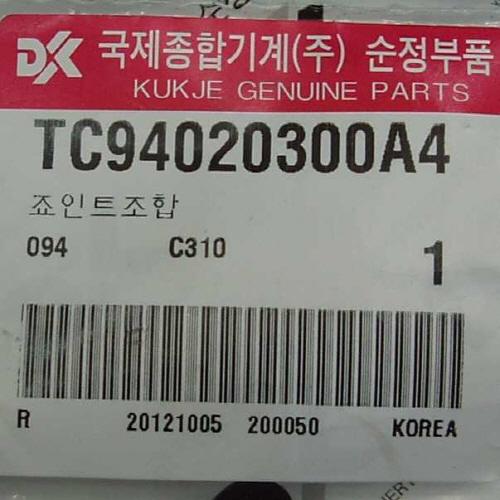 DK 국제종합기계(주) 순정부품
KUKJE GENUINE PARTS
TC94020300A4
죠인트조합
094 C310 1
R 20121005 200050 KOREA